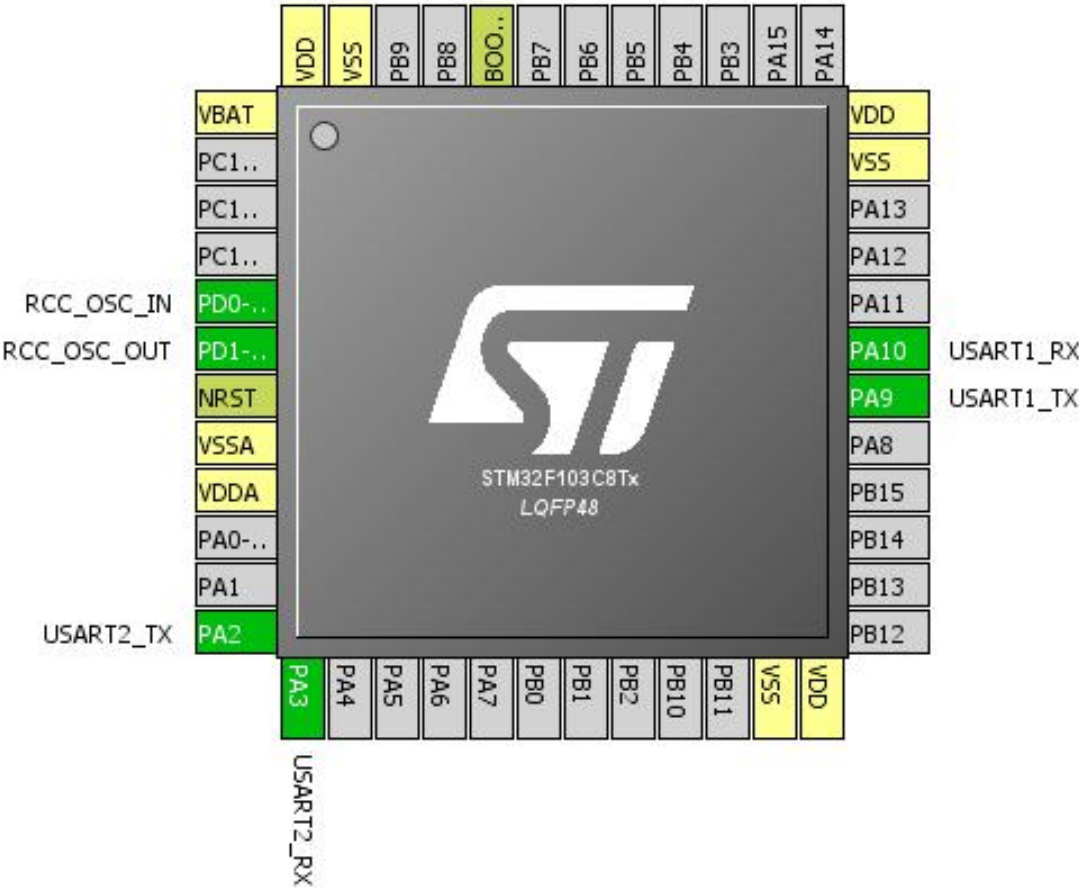 VDD
VSS
PB9
PB8
BOO..
PB7
PB6
PB5
PB4
PB3
PA15
PA14
VBAT
PC1..
PC1..
PC1..
RCC_OSC_IN PD0-..
RCC_OSC_OUT PD1-..
NRST
VSSA
VDDA
PA0-..
PA1
USART2_TX PA2
STM32F103C8Tx
LQFP48
VDD
VSS
PA13
PA12
PA11
PA10 USART1_RX
PA9 USART1_TX
PA8
PB15
PB14
PB13
PB12
PA3
PA4
PA5
PA6
PA7
PB0
PB1
PB2
PB10
PB11
VSS
VDD
USART2_RX